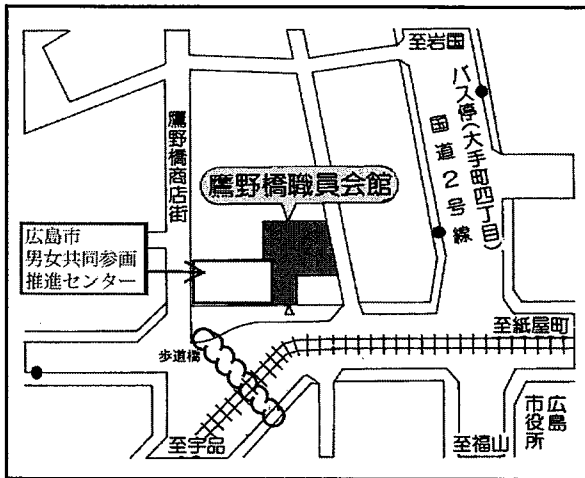 至岩国
バス停(大手町四丁目)
国道2号線
鷹野橋商店街
鷹野橋職員会館
広島市
男女共同参画
推進センター
至紙屋町
歩道橋
至宇品
至福山
広島
市役所